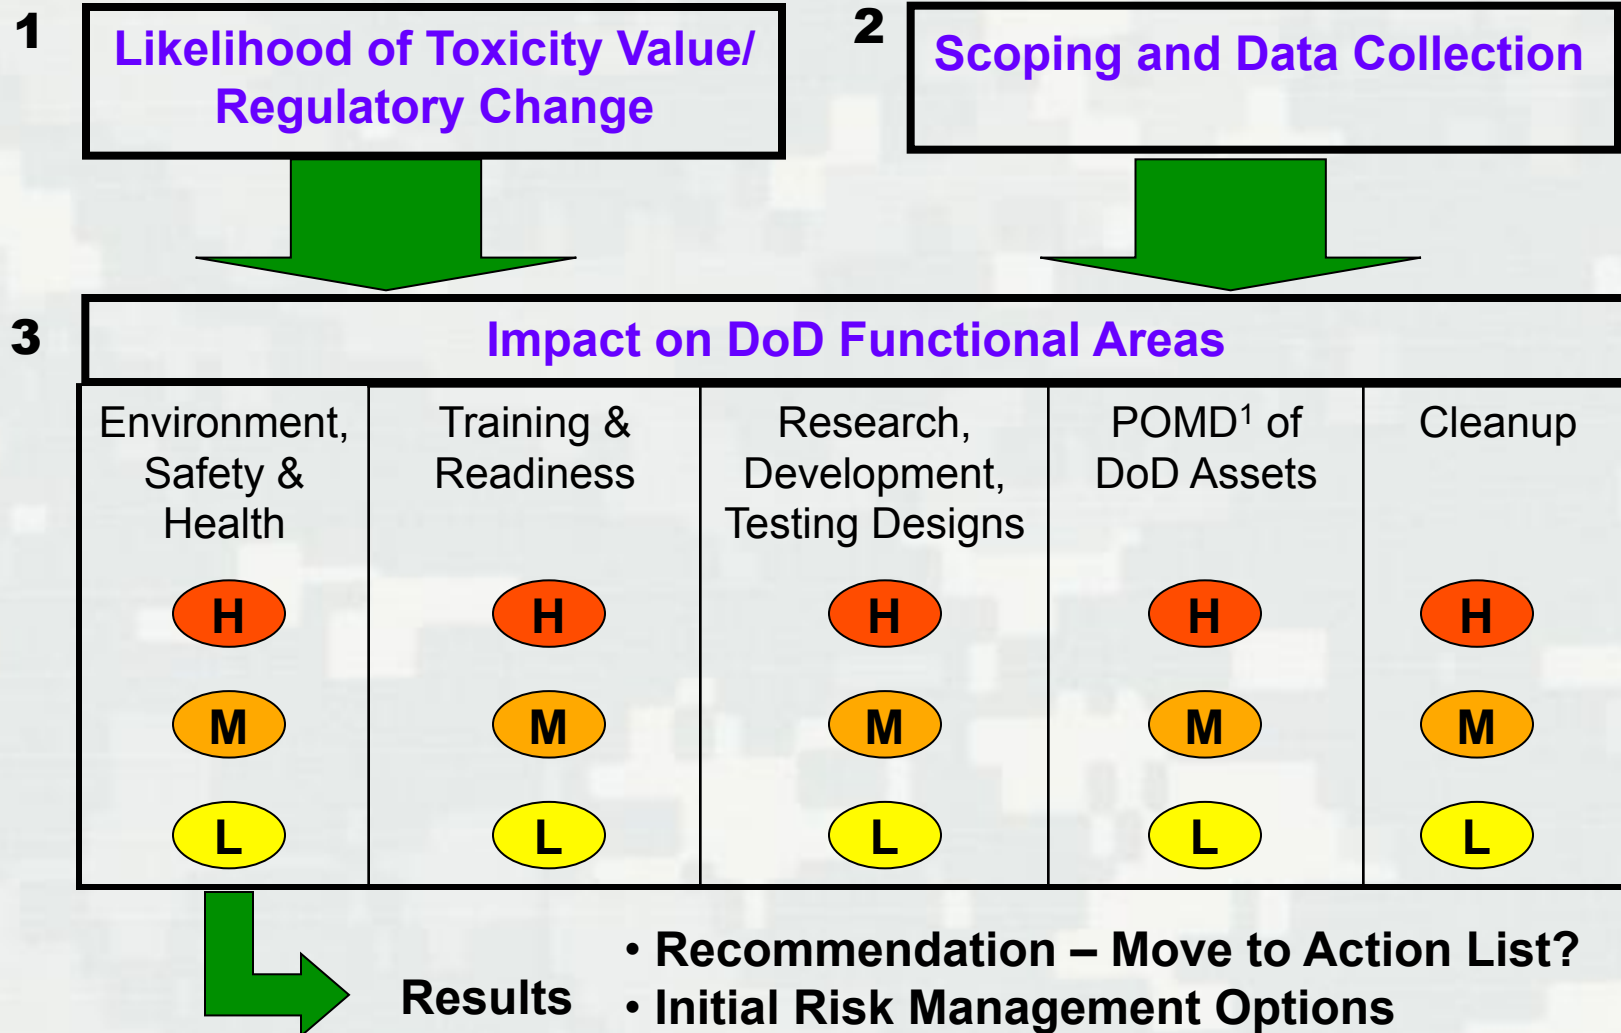 1
Likelihood of Toxicity Value/
Regulatory Change
2
Scoping and Data Collection
3
Impact on DoD Functional Areas
Environment,
Safety &
Health
Training &
Readiness
Research,
Development,
Testing Designs
POMD¹ of
DoD Assets
Cleanup
H H H H H
M M M M M
L L L L L
Results
• Recommendation – Move to Action List?
• Initial Risk Management Options